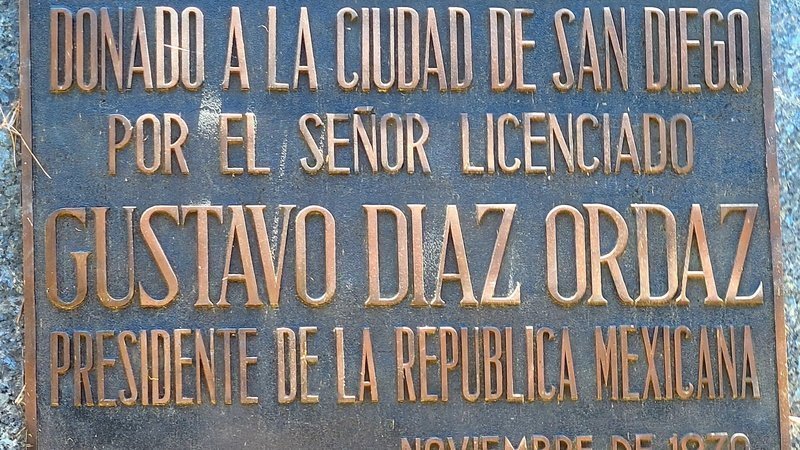 DONADO A LA CIUDAD DE SAN DIEGO
POR EL SEÑOR LICENCIADO
GUSTAVO DIAZ ORDAZ
PRESIDENTE DE LA REPUBLICA MEXICANA
NOVIEMBRE DE 1970